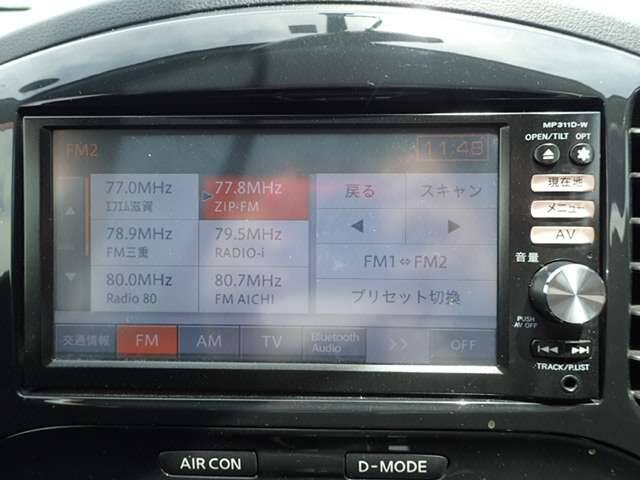 MP311D-W
OPEN/TILT OPT
FM2
11:48
77.0MHz
エフエム滋賀
77.8MHz
ZIP-FM
戻る
スキャン
現在地
メニュー
AV
78.9MHz
FM三重
79.5MHz
RADIO-i
FM1⇔FM2
音量
80.0MHz
Radio 80
80.7MHz
FM AICHI
プリセット切換
PUSH
AV OFF
交通情報
FM
AM
TV
Bluetooth
Audio
>>
OFF
TRACK/P.LIST
AIR CON
D-MODE